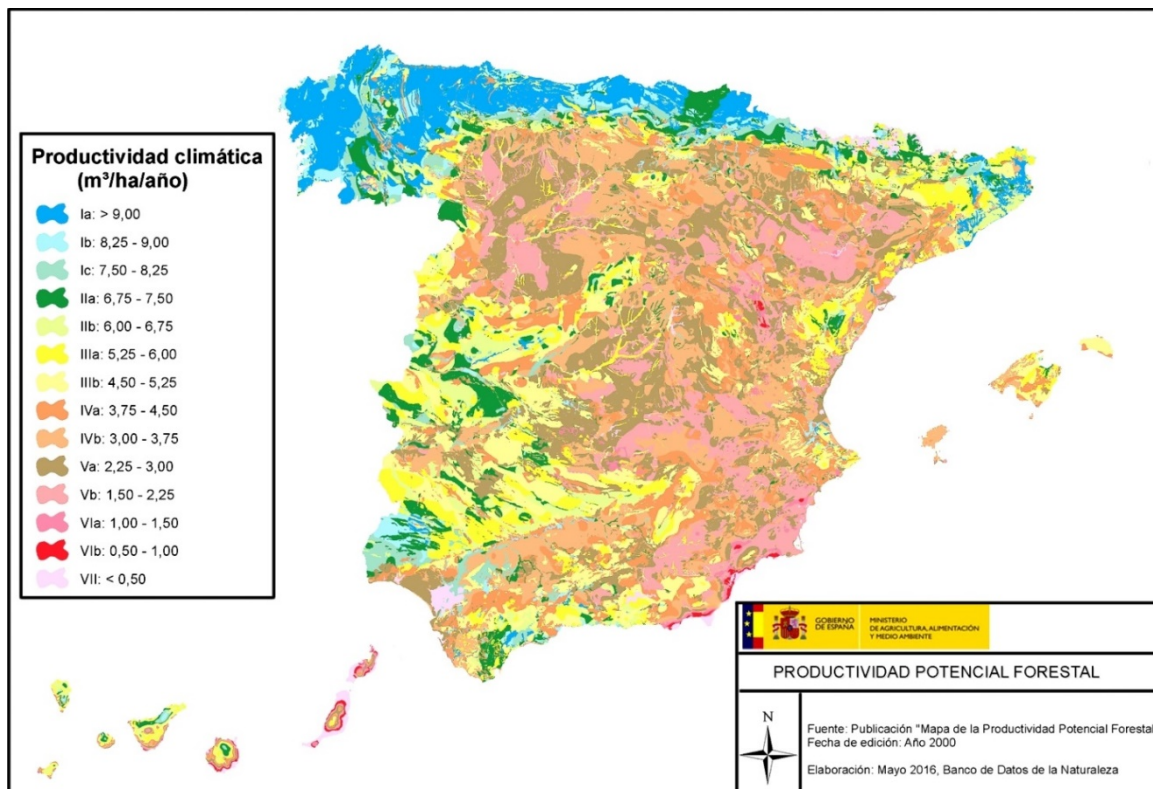 Productividad climática
(m³/ha/año)
Ia: > 9,00
Ib: 8,25 - 9,00
Ic: 7,50 - 8,25
IIa: 6,75 - 7,50
IIb: 6,00 - 6,75
IIIa: 5,25 - 6,00
IIIb: 4,50 - 5,25
IVa: 3,75 - 4,50
IVb: 3,00 - 3,75
Va: 2,25 - 3,00
Vb: 1,50 - 2,25
VIa: 1,00 - 1,50
VIb: 0,50 - 1,00
VII: < 0,50
GOBIERNO
DE ESPAÑA
MINISTERIO
DE AGRICULTURA, ALIMENTACIÓN
Y MEDIO AMBIENTE
PRODUCTIVIDAD POTENCIAL FORESTAL
N
Fuente: Publicación "Mapa de la Productividad Potencial Forestal
Fecha de edición: Año 2000
Elaboración: Mayo 2016, Banco de Datos de la Naturaleza